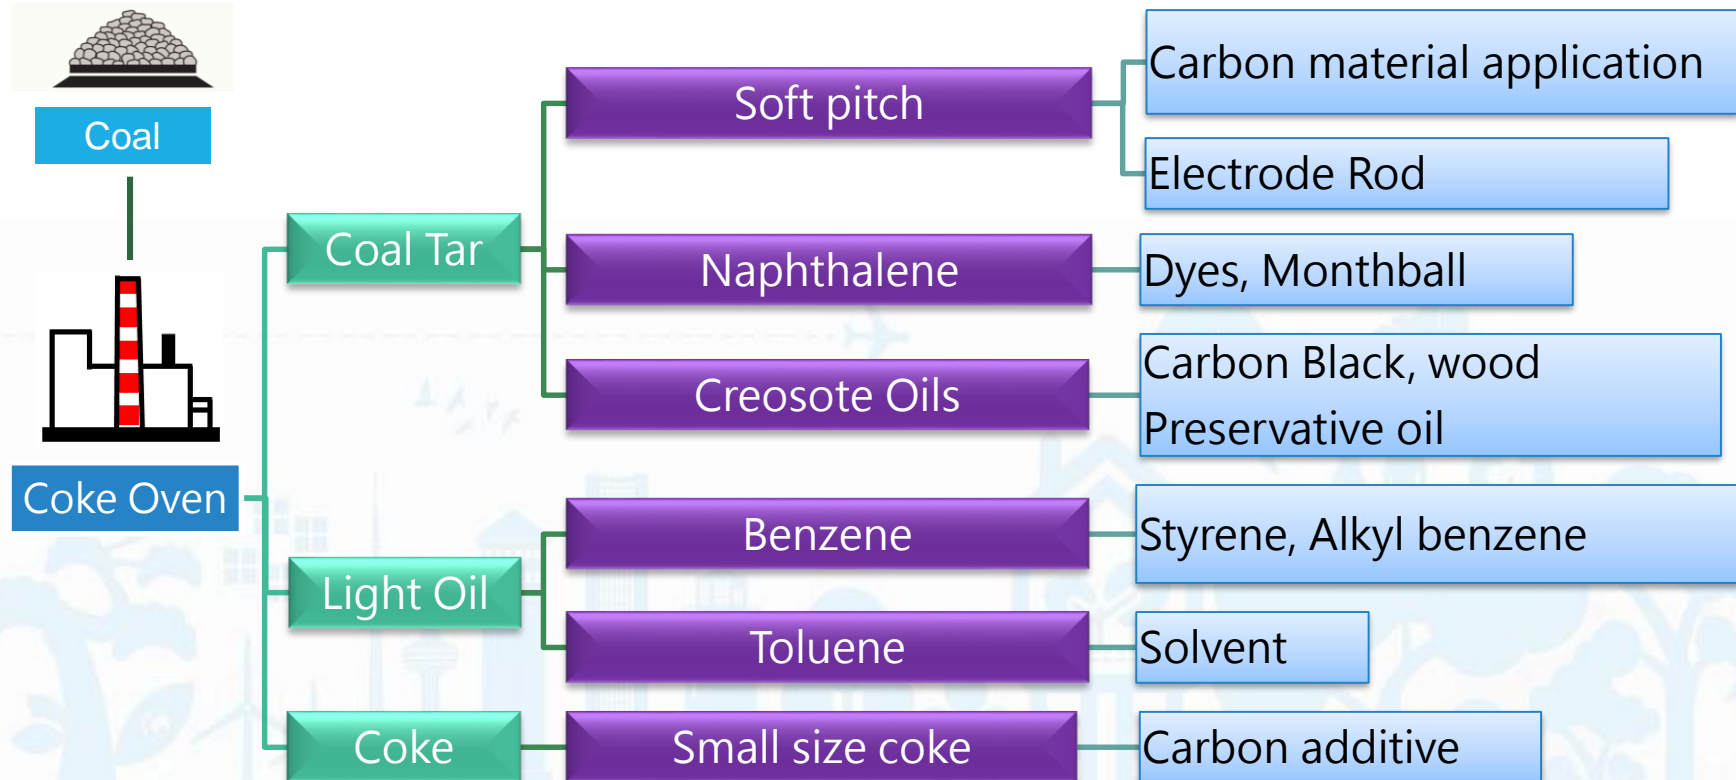 Coal
Coke Oven
Coal Tar
Light Oil
Coke
Soft pitch
Naphthalene
Creosote Oils
Benzene
Toluene
Small size coke
Carbon material application
Electrode Rod
Dyes, Monthball
Carbon Black, wood
Preservative oil
Styrene, Alkyl benzene
Solvent
Carbon additive